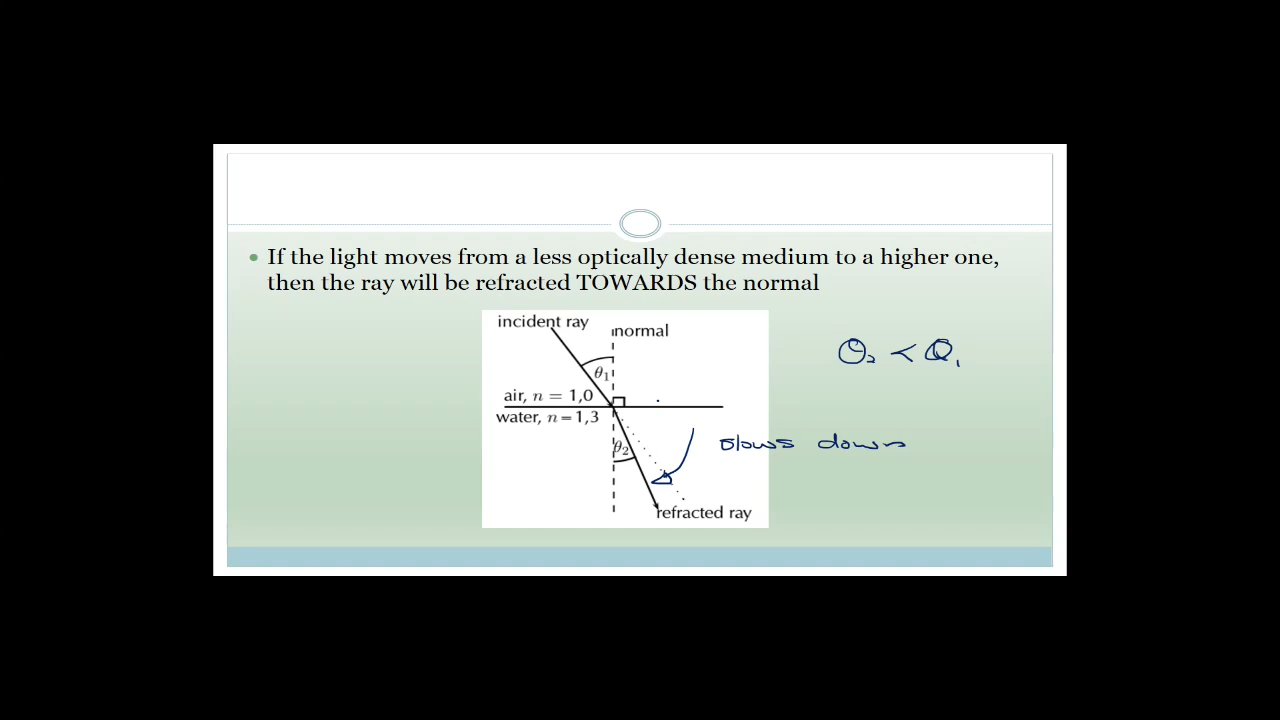 If the light moves from a less optically dense medium to a higher one,
then the ray will be refracted TOWARDS the normal
incident ray
normal
θ₂ < θ₁
θ₁
air, n = 1,0
water, n = 1,3
slows down
θ₂
refracted ray